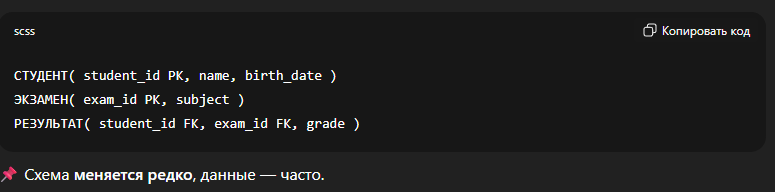 scss
Копировать код
СТУДЕНТ( student_id PK, name, birth_date )
ЭКЗАМЕН( exam_id PK, subject )
РЕЗУЛЬТАТ( student_id FK, exam_id FK, grade )
📌 Схема меняется редко, данные — часто.